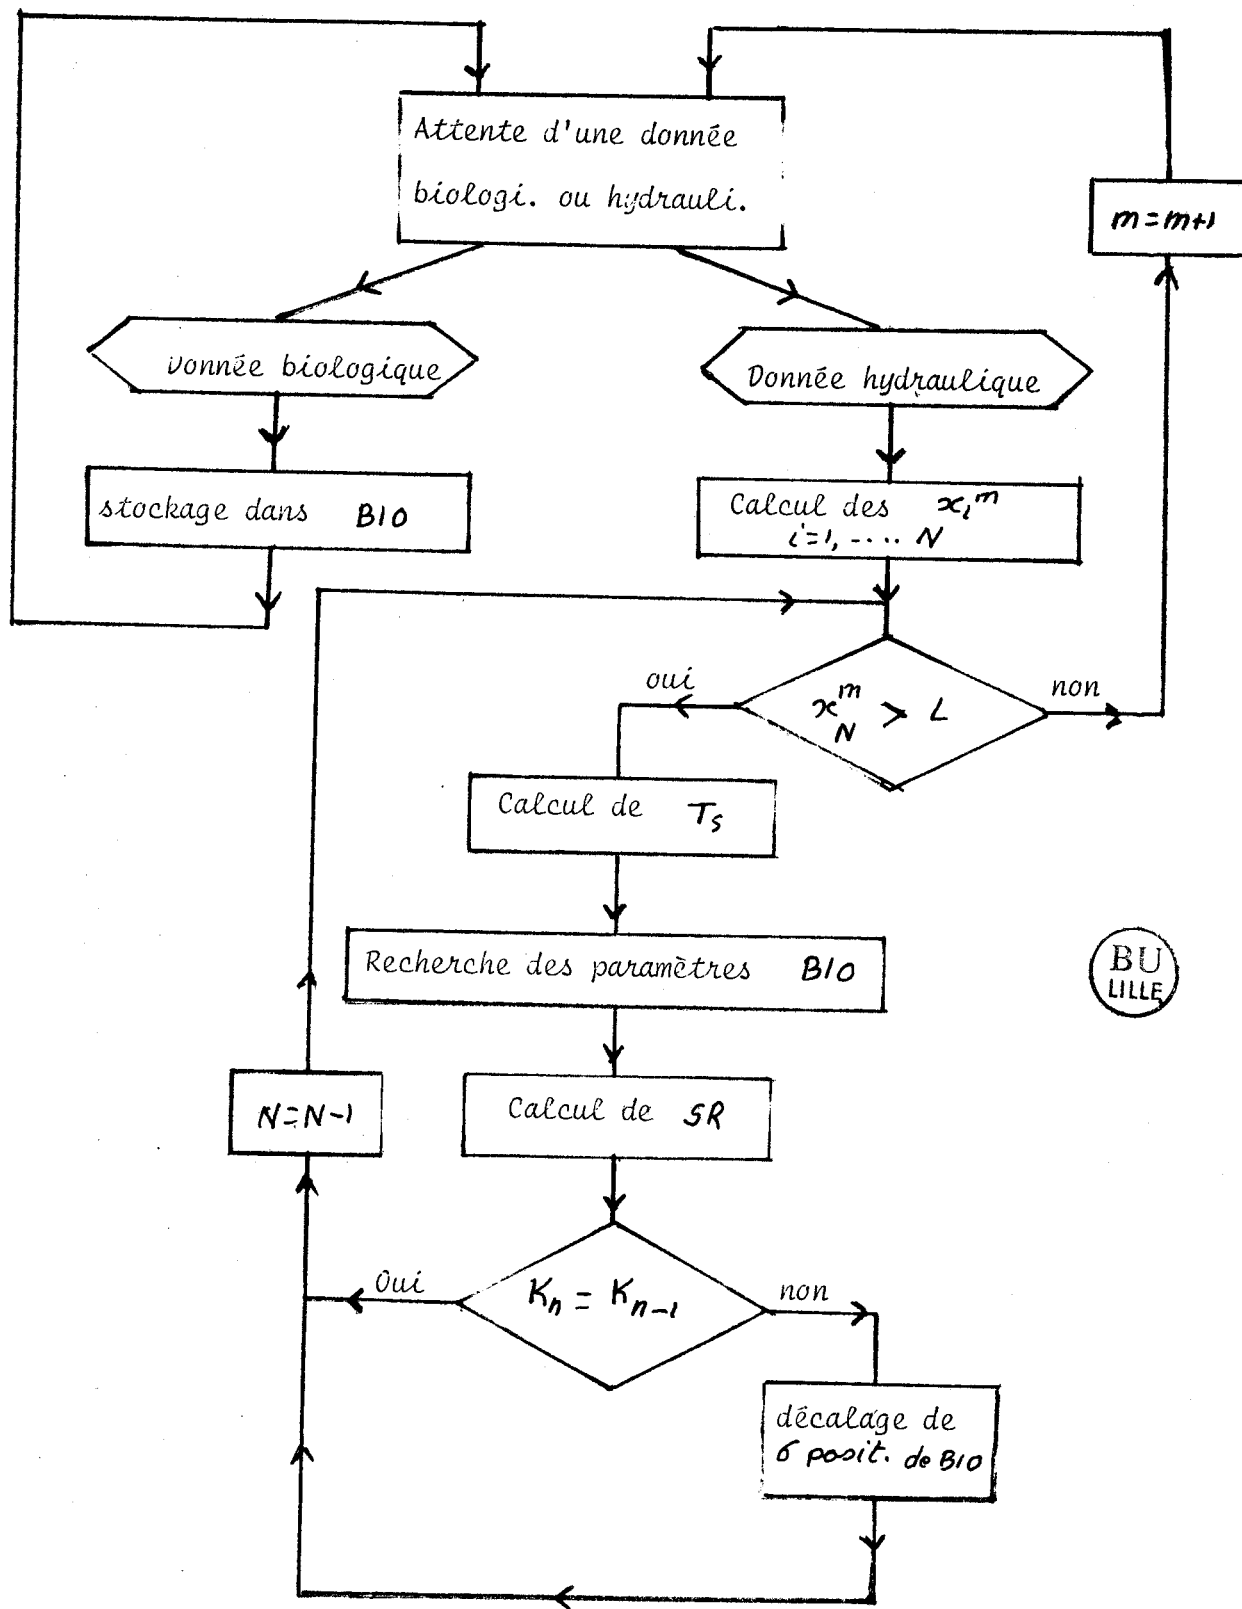 Attente d'une donnée
biologi. ou hydrauli.
m=m+1
Donnée biologique
Donnée hydraulique
stockage dans BIO
Calcul des x_i^m
i=1, .... N
oui
x_N^m > L
non
Calcul de T_s
Recherche des paramètres BIO
BU
LILLE
N=N-1
Calcul de SR
Oui
K_n = K_{n-1}
non
décalage de
6 posit. de BIO